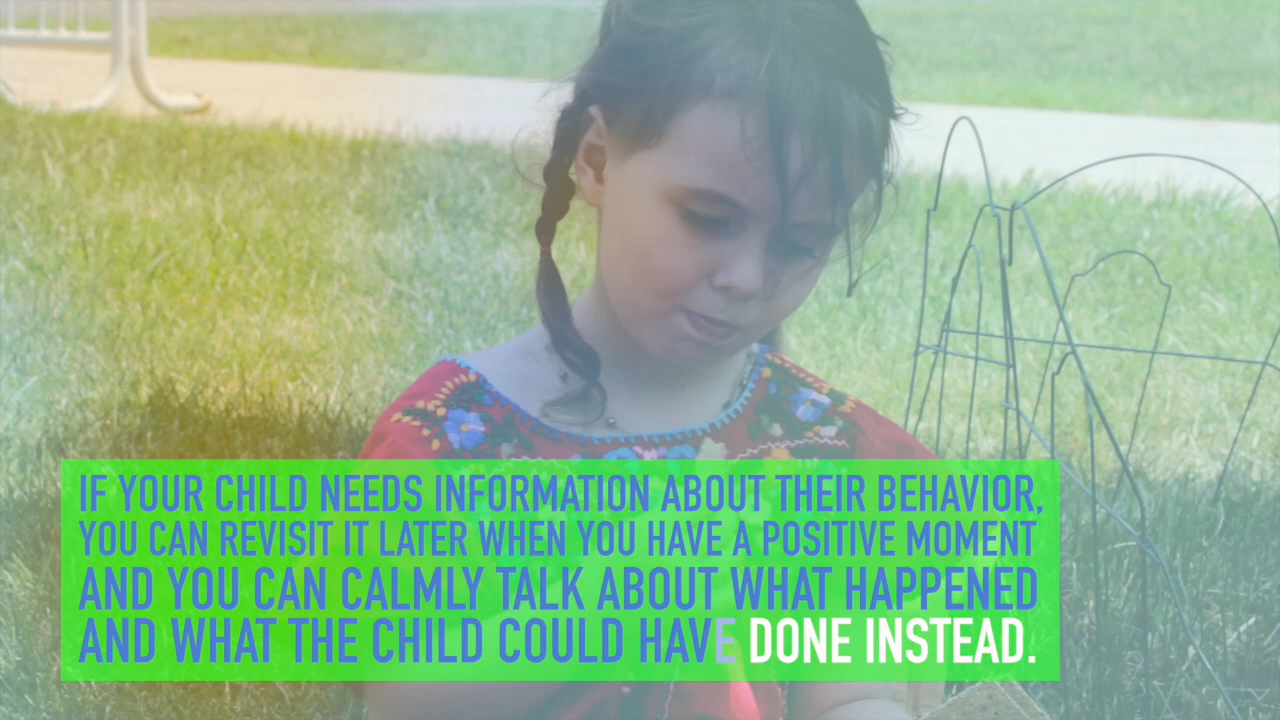 IF YOUR CHILD NEEDS INFORMATION ABOUT THEIR BEHAVIOR,
YOU CAN REVISIT IT LATER WHEN YOU HAVE A POSITIVE MOMENT
AND YOU CAN CALMLY TALK ABOUT WHAT HAPPENED
AND WHAT THE CHILD COULD HAVE DONE INSTEAD.